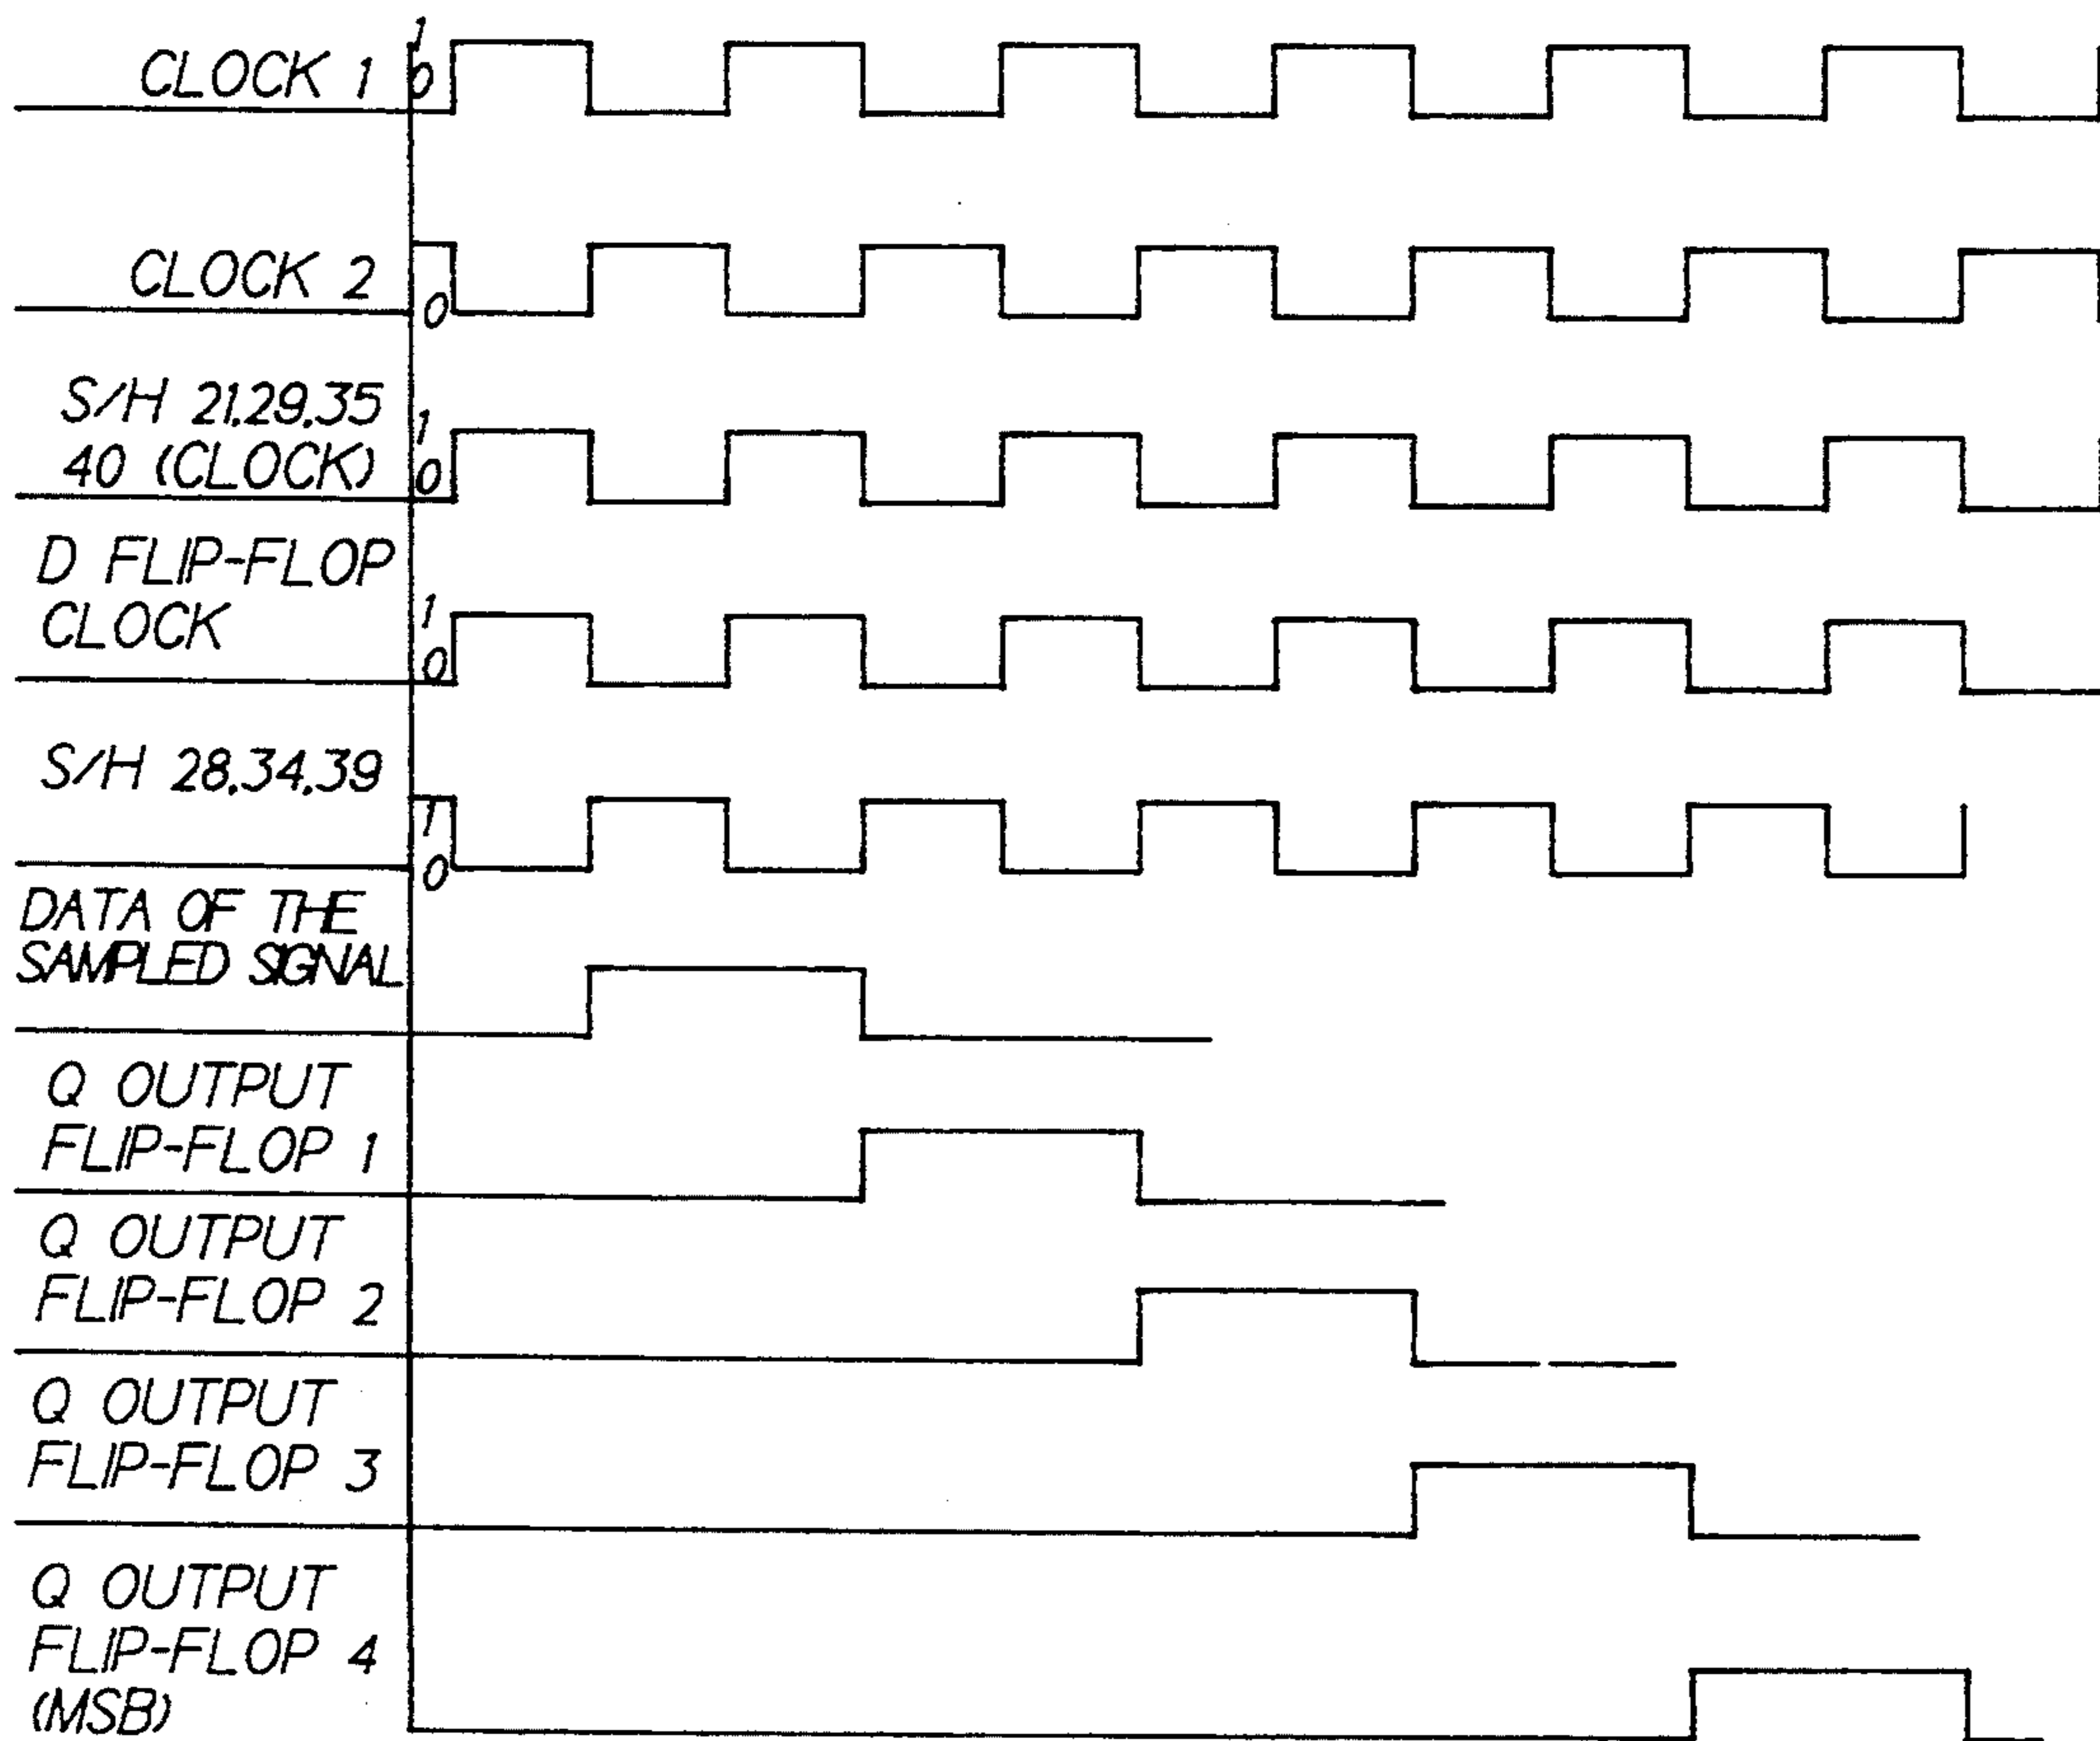 CLOCK 1
1
0
CLOCK 2
0
S/H 21,29,35
40 (CLOCK)
1
0
D FLIP-FLOP
CLOCK
1
0
S/H 28,34,39
1
0
DATA OF THE
SAMPLED SIGNAL
Q OUTPUT
FLIP-FLOP 1
Q OUTPUT
FLIP-FLOP 2
Q OUTPUT
FLIP-FLOP 3
Q OUTPUT
FLIP-FLOP 4
(MSB)